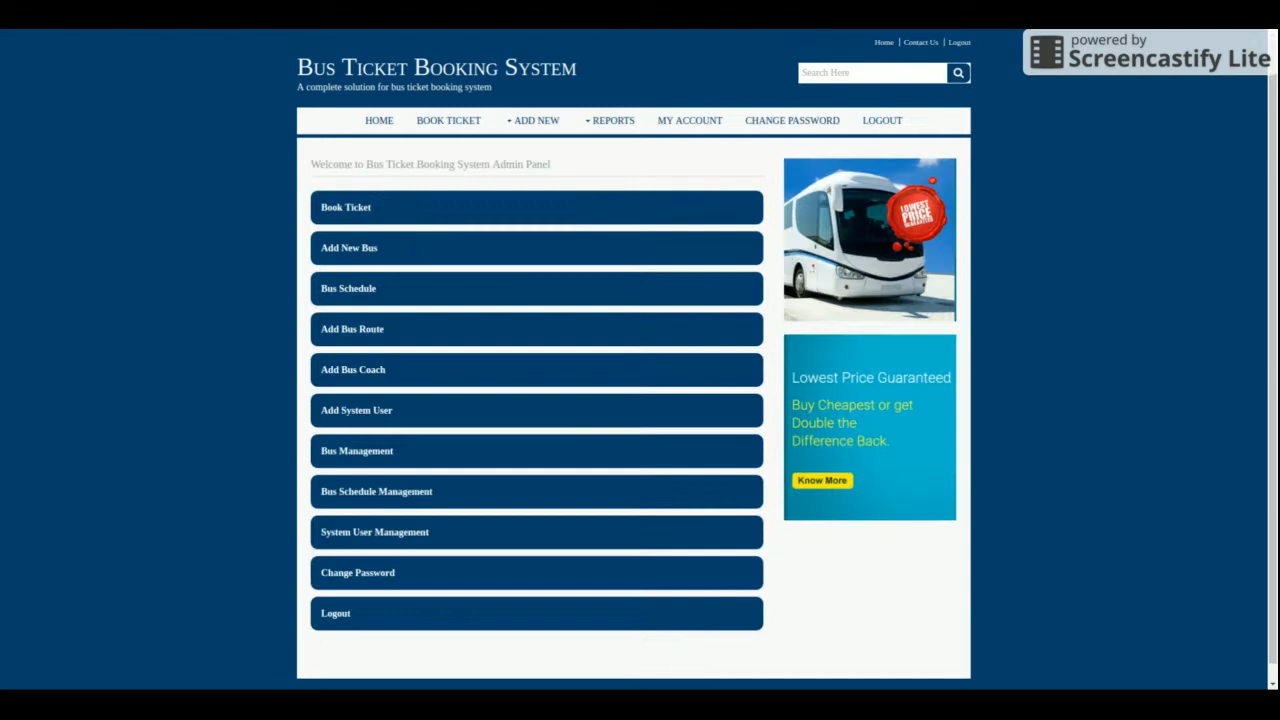 powered by
Screencastify Lite
Home | Contact Us | Logout
BUS TICKET BOOKING SYSTEM
A complete solution for bus ticket booking system
Search Here
HOME BOOK TICKET ADD NEW REPORTS MY ACCOUNT CHANGE PASSWORD LOGOUT
Welcome to Bus Ticket Booking System Admin Panel
Book Ticket
Add New Bus
Bus Schedule
Add Bus Route
Add Bus Coach
Add System User
Bus Management
Bus Schedule Management
System User Management
Change Password
Logout
LOWEST
PRICE
GUARANTEED
Lowest Price Guaranteed
Buy Cheapest or get
Double the
Difference Back.
Know More